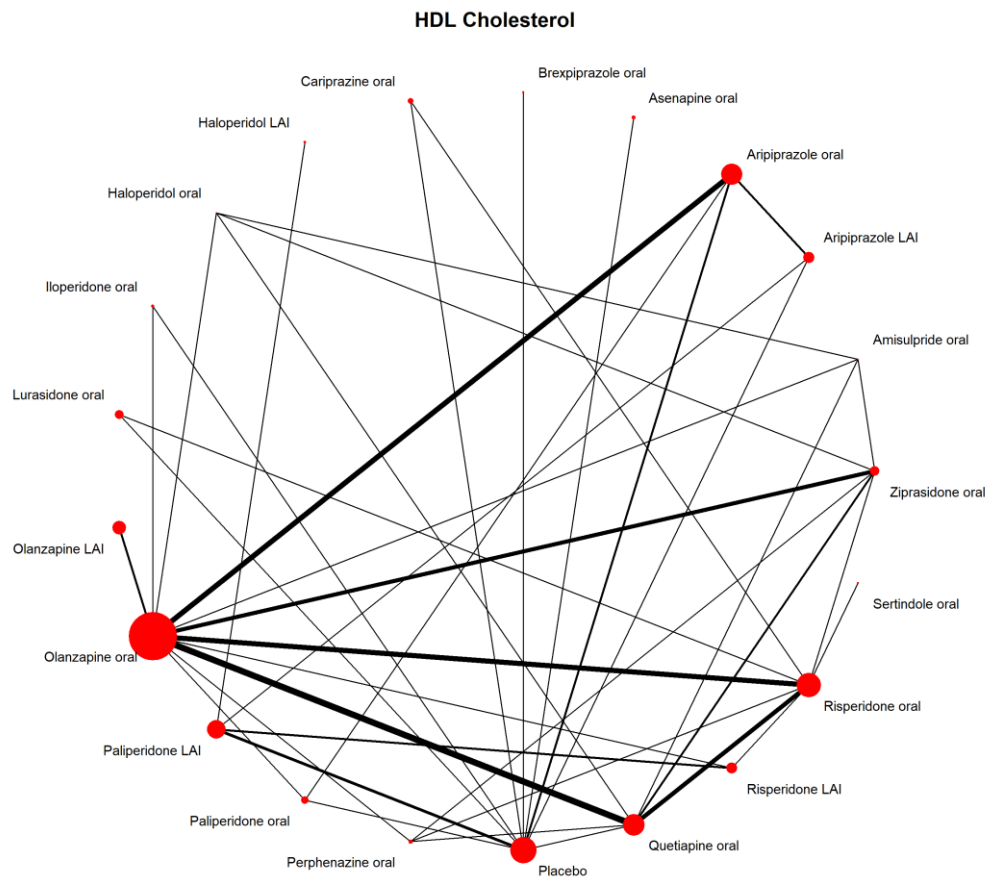 HDL Cholesterol
Brexpiprazole oral
Cariprazine oral
Asenapine oral
Haloperidol LAI
Aripiprazole oral
Haloperidol oral
Aripiprazole LAI
Iloperidone oral
Amisulpride oral
Lurasidone oral
Ziprasidone oral
Olanzapine LAI
Sertindole oral
Olanzapine oral
Risperidone oral
Paliperidone LAI
Risperidone LAI
Paliperidone oral
Quetiapine oral
Perphenazine oral
Placebo